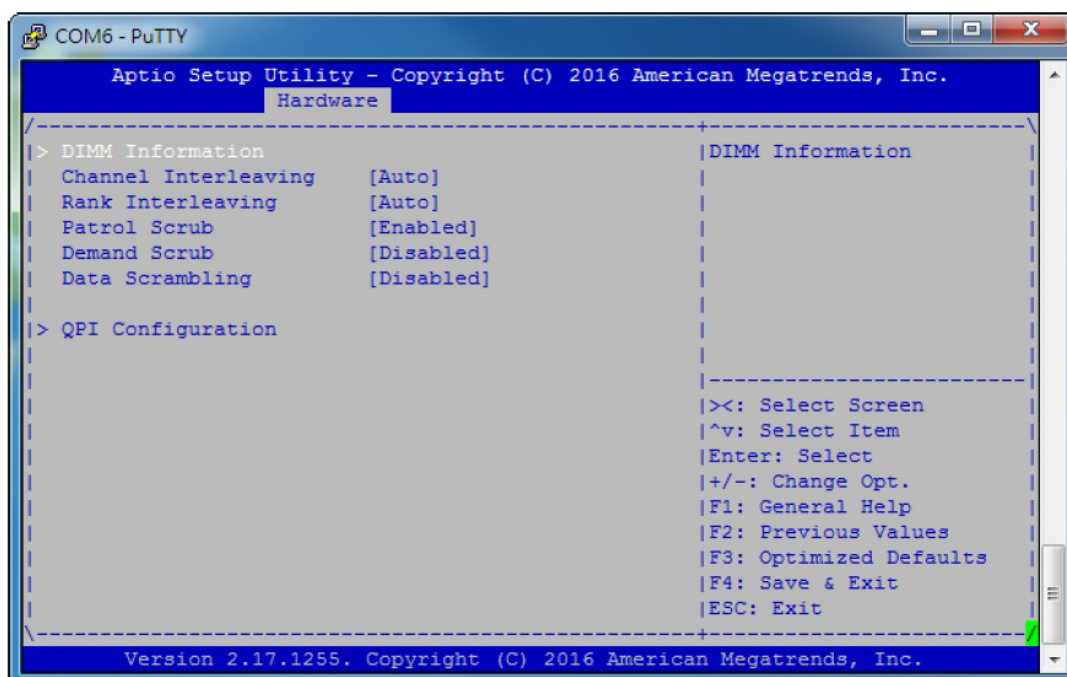 COM6 - PuTTY
Aptio Setup Utility - Copyright (C) 2016 American Megatrends, Inc.
Hardware
/----------------------------------------------------+-------------------------\
|> DIMM Information |DIMM Information |
| Channel Interleaving [Auto] | |
| Rank Interleaving [Auto] | |
| Patrol Scrub [Enabled] | |
| Demand Scrub [Disabled] | |
| Data Scrambling [Disabled] | |
| | |
|> QPI Configuration | |
| | |
| |-------------------------|
| |><: Select Screen |
| |^v: Select Item |
| |Enter: Select |
| |+/-: Change Opt. |
| |F1: General Help |
| |F2: Previous Values |
| |F3: Optimized Defaults |
| |F4: Save & Exit |
| |ESC: Exit |
\----------------------------------------------------+-------------------------/
Version 2.17.1255. Copyright (C) 2016 American Megatrends, Inc.